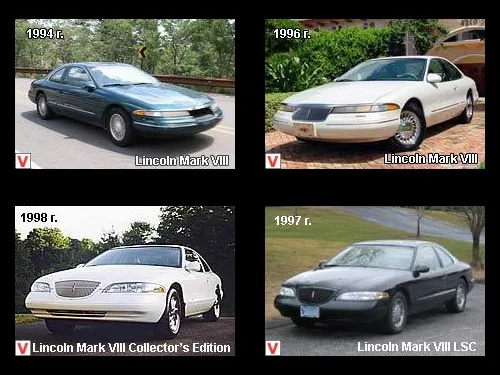 1994 г.
Lincoln Mark VIII
V
1996 г.
Lincoln Mark VIII
V
1998 г.
V Lincoln Mark VIII Collector's Edition
1997 г.
V Lincoln Mark VIII LSC